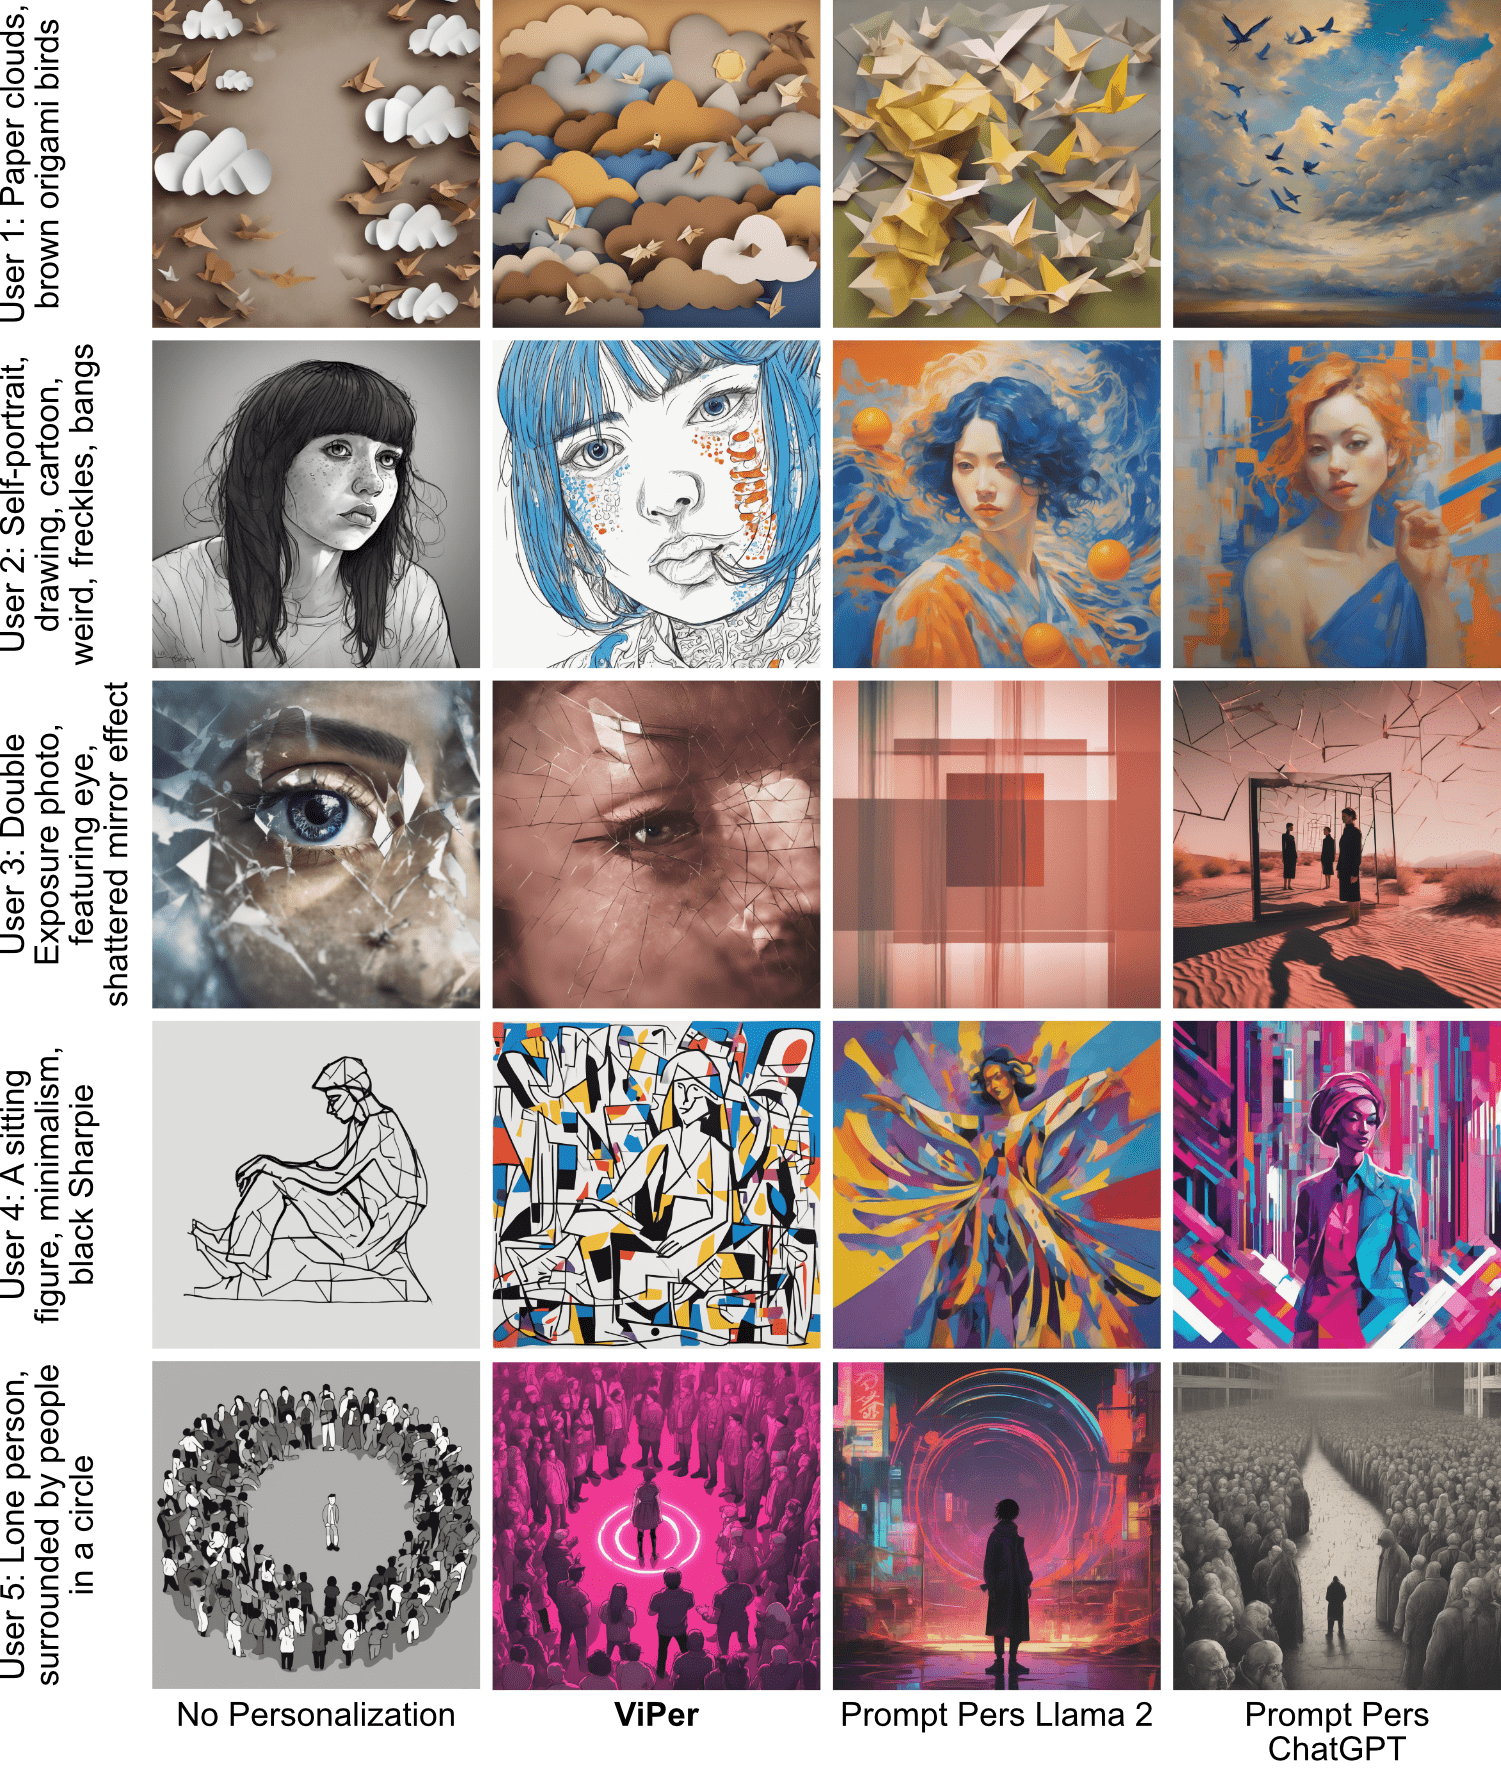 User 1: Paper clouds,
brown origami birds
User 2: Self-portrait,
drawing, cartoon,
weird, freckles, bangs
User 3: Double
Exposure photo,
featuring eye,
shattered mirror effect
User 4: A sitting
figure, minimalism,
black Sharpie
User 5: Lone person,
surrounded by people
in a circle
No Personalization
ViPer
Prompt Pers Llama 2
Prompt Pers
ChatGPT